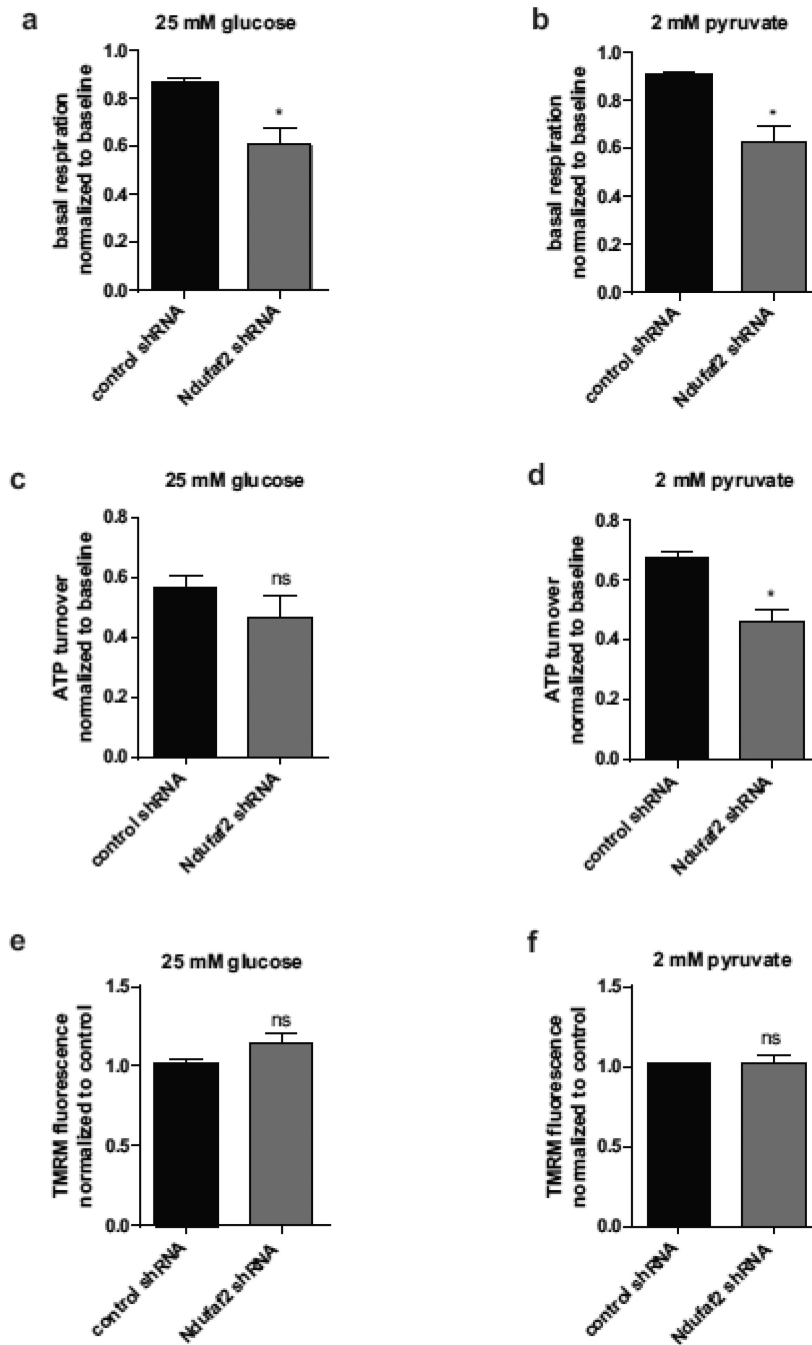 a
25 mM glucose
basal respiration
normalized to baseline
1.0
0.8
0.6
0.4
0.2
0.0
*
control shRNA
Ndufaf2 shRNA
b
2 mM pyruvate
basal respiration
normalized to baseline
1.0
0.8
0.6
0.4
0.2
0.0
*
control shRNA
Ndufaf2 shRNA
c
25 mM glucose
ATP turnover
normalized to baseline
0.8
0.6
0.4
0.2
0.0
ns
control shRNA
Ndufaf2 shRNA
d
2 mM pyruvate
ATP turnover
normalized to baseline
0.8
0.6
0.4
0.2
0.0
*
control shRNA
Ndufaf2 shRNA
e
25 mM glucose
TMRM fluorescence
normalized to control
1.5
1.0
0.5
0.0
ns
control shRNA
Ndufaf2 shRNA
f
2 mM pyruvate
TMRM fluorescence
normalized to control
1.5
1.0
0.5
0.0
ns
control shRNA
Ndufaf2 shRNA